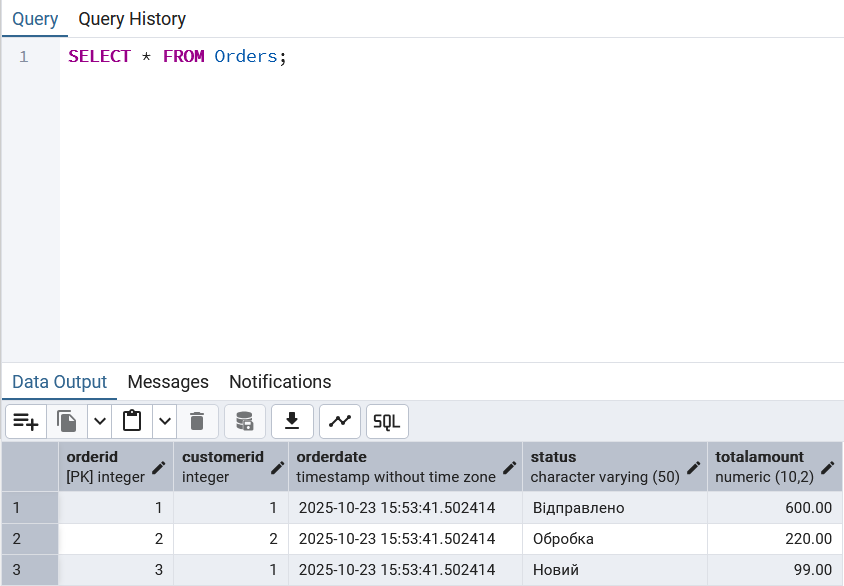 Query Query History
1 SELECT * FROM Orders;
Data Output Messages Notifications
SQL
orderid customerid orderdate status totalamount
[PK] integer integer timestamp without time zone character varying (50) numeric (10,2)
1 1 1 2025-10-23 15:53:41.502414 Відправлено 600.00
2 2 2 2025-10-23 15:53:41.502414 Обробка 220.00
3 3 1 2025-10-23 15:53:41.502414 Новий 99.00